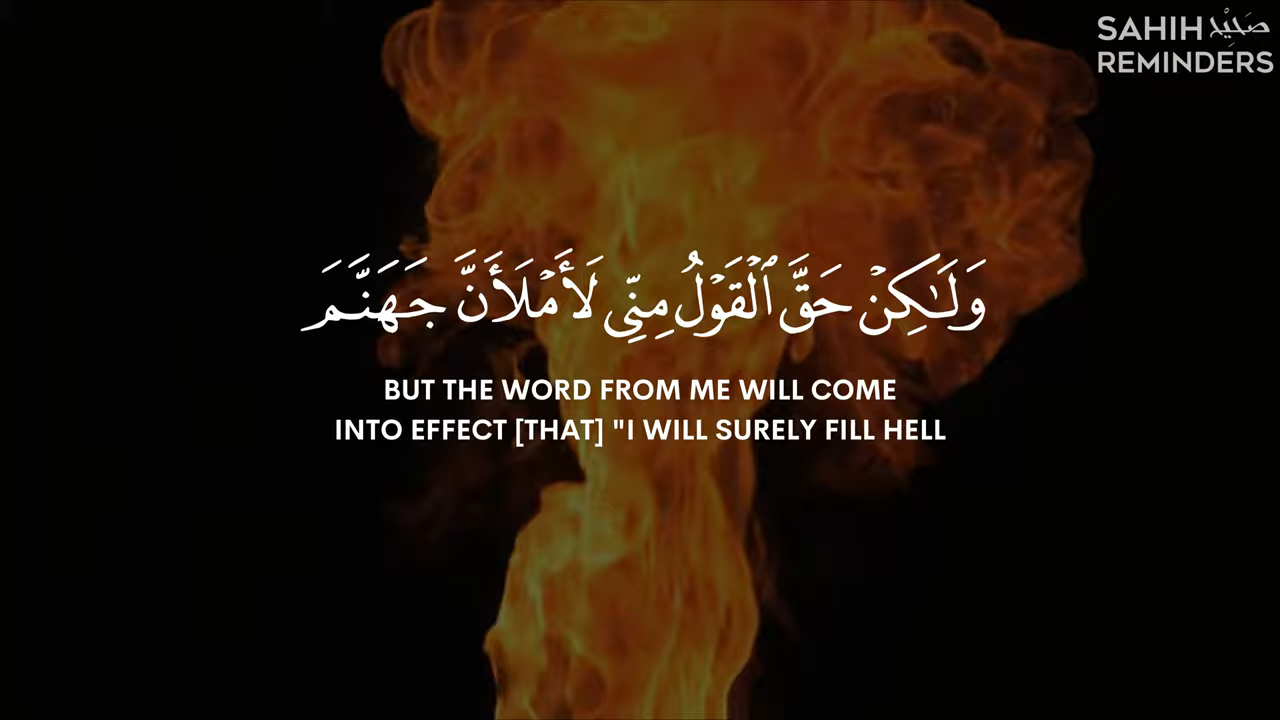 SAHIH صَحِيْح
REMINDERS
وَلَـٰكِنْ حَقَّ ٱلْقَوْلُ مِنِّى لَأَمْلَأَنَّ جَهَنَّمَ
BUT THE WORD FROM ME WILL COME
INTO EFFECT [THAT] "I WILL SURELY FILL HELL